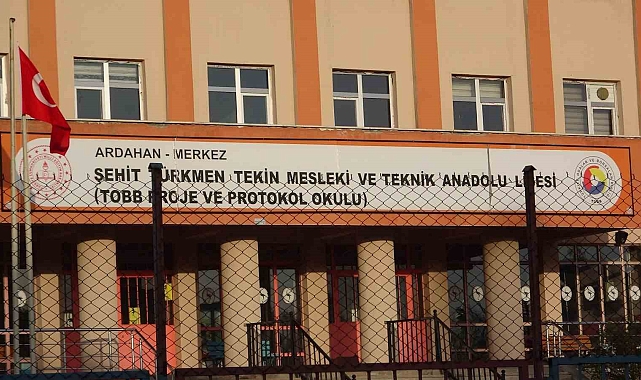 ARDAHAN - MERKEZ
ŞEHİT TÜRKMEN TEKİN MESLEKİ VE TEKNİK ANADOLU LİSESİ
(TOBB PROJE VE PROTOKOL OKULU)